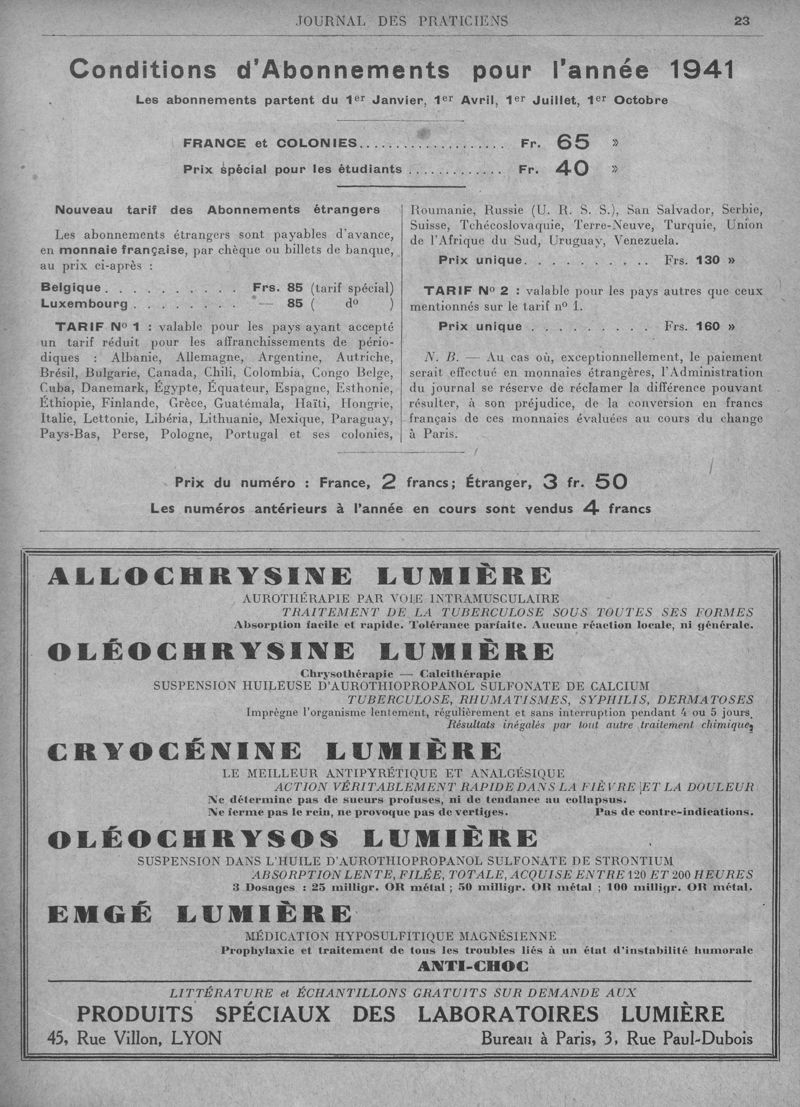 JOURNAL DES PRATICIENS 23
Conditions d'Abonnements pour l'année 1941
Les abonnements partent du 1er Janvier, 1er Avril, 1er Juillet, 1er Octobre
FRANCE et COLONIES.................... Fr. 65 »
Prix spécial pour les étudiants ............. Fr. 40 »
Nouveau tarif des Abonnements étrangers
Les abonnements étrangers sont payables d'avance,
en monnaie française, par chèque ou billets de banque,
au prix ci-après :
Belgique . . . . . . . . . . Frs. 85 (tarif spécial)
Luxembourg . . . . . . . . — 85 ( do )
TARIF No 1 : valable pour les pays ayant accepté
un tarif réduit pour les affranchissements de pério-
diques : Albanie, Allemagne, Argentine, Autriche,
Brésil, Bulgarie, Canada, Chili, Colombia, Congo Belge,
Cuba, Danemark, Égypte, Équateur, Espagne, Esthonie,
Éthiopie, Finlande, Grèce, Guatémala, Haïti, Hongrie,
Italie, Lettonie, Libéria, Lithuanie, Mexique, Paraguay,
Pays-Bas, Perse, Pologne, Portugal et ses colonies,
Roumanie, Russie (U. R. S. S.), San Salvador, Serbie,
Suisse, Tchécoslovaquie, Terre-Neuve, Turquie, Union
de l'Afrique du Sud, Uruguay, Venezuela.
Prix unique. . . . . . . . . . Frs. 130 »
TARIF No 2 : valable pour les pays autres que ceux
mentionnés sur le tarif no 1.
Prix unique . . . . . . . . . Frs. 160 »
N. B. — Au cas où, exceptionnellement, le paiement
serait effectué en monnaies étrangères, l'Administration
du journal se réserve de réclamer la différence pouvant
résulter, à son préjudice, de la conversion en francs
français de ces monnaies évaluées au cours du change
à Paris.
Prix du numéro : France, 2 francs; Étranger, 3 fr. 50
Les numéros antérieurs à l'année en cours sont vendus 4 francs
ALLOCHRYSINE LUMIÈRE
AUROTHÉRAPIE PAR VOIE INTRAMUSCULAIRE
TRAITEMENT DE LA TUBERCULOSE SOUS TOUTES SES FORMES
Absorption facile et rapide. Tolérance parfaite. Aucune réaction locale, ni générale.
OLÉOCHRYSINE LUMIÈRE
Chrysothérapie — Calcithérapie
SUSPENSION HUILEUSE D'AUROTHIOPROPANOL SULFONATE DE CALCIUM
TUBERCULOSE, RHUMATISMES, SYPHILIS, DERMATOSES
Imprègne l'organisme lentement, régulièrement et sans interruption pendant 4 ou 5 jours.
Résultats inégalés par tout autre traitement chimique,
CRYOCÉNINE LUMIÈRE
LE MEILLEUR ANTIPYRÉTIQUE ET ANALGÉSIQUE
ACTION VÉRITABLEMENT RAPIDE DANS LA FIÈVRE ET LA DOULEUR
Ne détermine pas de sueurs profuses, ni de tendance au collapsus.
Ne ferme pas le rein, ne provoque pas de vertiges. Pas de contre-indications.
OLÉOCHRYSOS LUMIÈRE
SUSPENSION DANS L'HUILE D'AUROTHIOPROPANOL SULFONATE DE STRONTIUM
ABSORPTION LENTE, FILÉE, TOTALE, ACQUISE ENTRE 120 ET 200 HEURES
3 Dosages : 25 milligr. OR métal ; 50 milligr. OR métal ; 100 milligr. OR métal.
EMGÉ LUMIÈRE
MÉDICATION HYPOSULFITIQUE MAGNÉSIENNE
Prophylaxie et traitement de tous les troubles liés à un état d'instabilité humorale
ANTI-CHOC
LITTÉRATURE et ÉCHANTILLONS GRATUITS SUR DEMANDE AUX
PRODUITS SPÉCIAUX DES LABORATOIRES LUMIÈRE
45, Rue Villon, LYON Bureau à Paris, 3, Rue Paul-Dubois